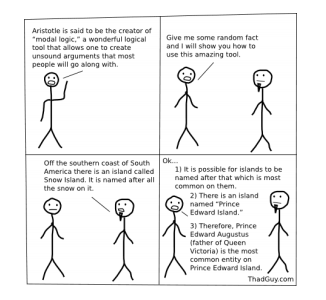 Aristotle is said to be the creator of
"modal logic," a wonderful logical
tool that allows one to create
unsound arguments that most
people will go along with.
Give me some random fact
and I will show you how to
use this amazing tool.
Off the southern coast of South
America there is an island called
Snow Island. It is named after all
the snow on it.
Ok...
1) It is possible for islands to be
named after that which is most
common on them.
2) There is an island
named "Prince
Edward Island."
3) Therefore, Prince
Edward Augustus
(father of Queen
Victoria) is the most
common entity on
Prince Edward Island.
ThadGuy.com